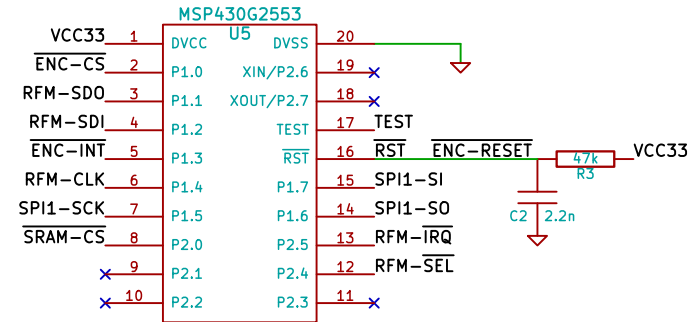 MSP430G2553
U5
VCC33 1 DVCC DVSS 20
ENC-CS 2 P1.0 XIN/P2.6 19
RFM-SDO 3 P1.1 XOUT/P2.7 18
RFM-SDI 4 P1.2 TEST 17 TEST
ENC-INT 5 P1.3 RST 16 RST ENC-RESET 47k VCC33
R3
RFM-CLK 6 P1.4 P1.7 15 SPI1-SI
SPI1-SCK 7 P1.5 P1.6 14 SPI1-SO C2 2.2n
SRAM-CS 8 P2.0 P2.5 13 RFM-IRQ
9 P2.1 P2.4 12 RFM-SEL
10 P2.2 P2.3 11